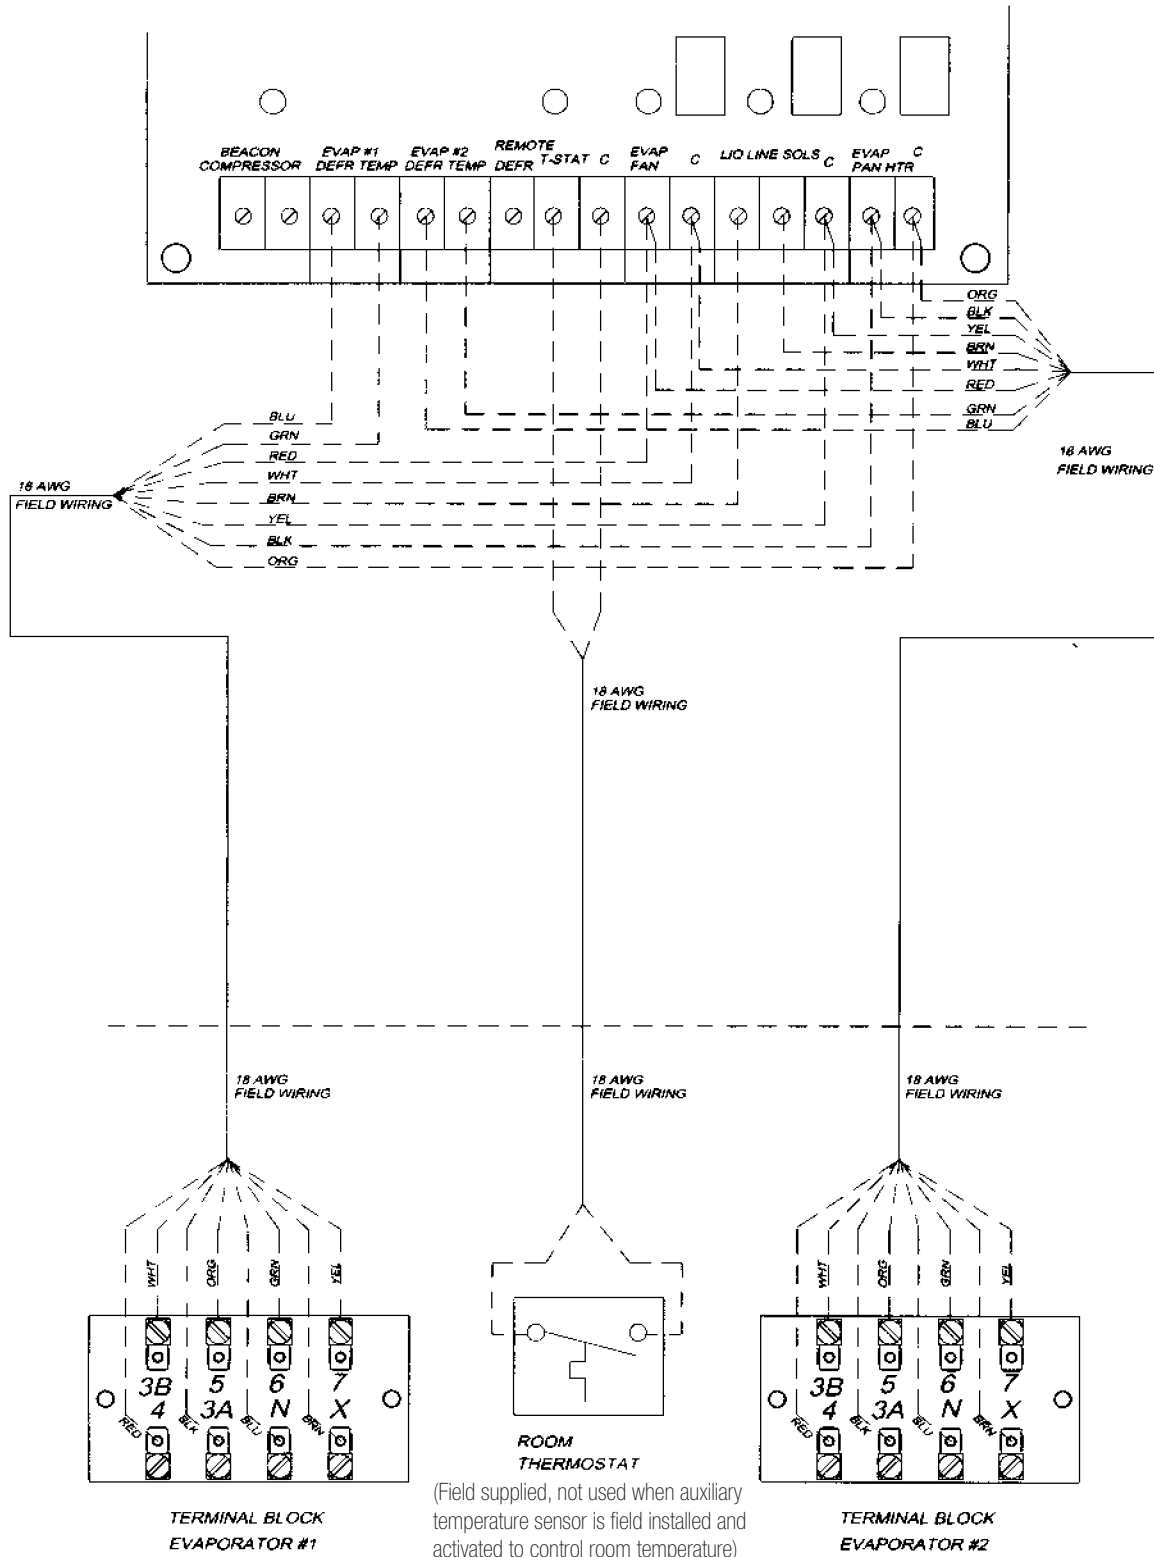 BEACON
COMPRESSOR
EVAP #1
DEFR TEMP
EVAP #2
DEFR TEMP
REMOTE
DEFR T-STAT C
EVAP
FAN
C
LIQ LINE SOLS C
EVAP
PAN HTR
C
ORG
BLK
YEL
BRN
WHT
RED
GRN
BLU
18 AWG
FIELD WIRING
BLU
GRN
RED
WHT
BRN
YEL
BLK
ORG
18 AWG
FIELD WIRING
18 AWG
FIELD WIRING
18 AWG
FIELD WIRING
18 AWG
FIELD WIRING
18 AWG
FIELD WIRING
WHT ORG GRN YEL
3B 5 6 7
4 3A N X
RED BLK BLU BRN
TERMINAL BLOCK
EVAPORATOR #1
ROOM
THERMOSTAT
(Field supplied, not used when auxiliary
temperature sensor is field installed and
activated to control room temperature)
WHT ORG GRN YEL
3B 5 6 7
4 3A N X
RED BLK BLU BRN
TERMINAL BLOCK
EVAPORATOR #2